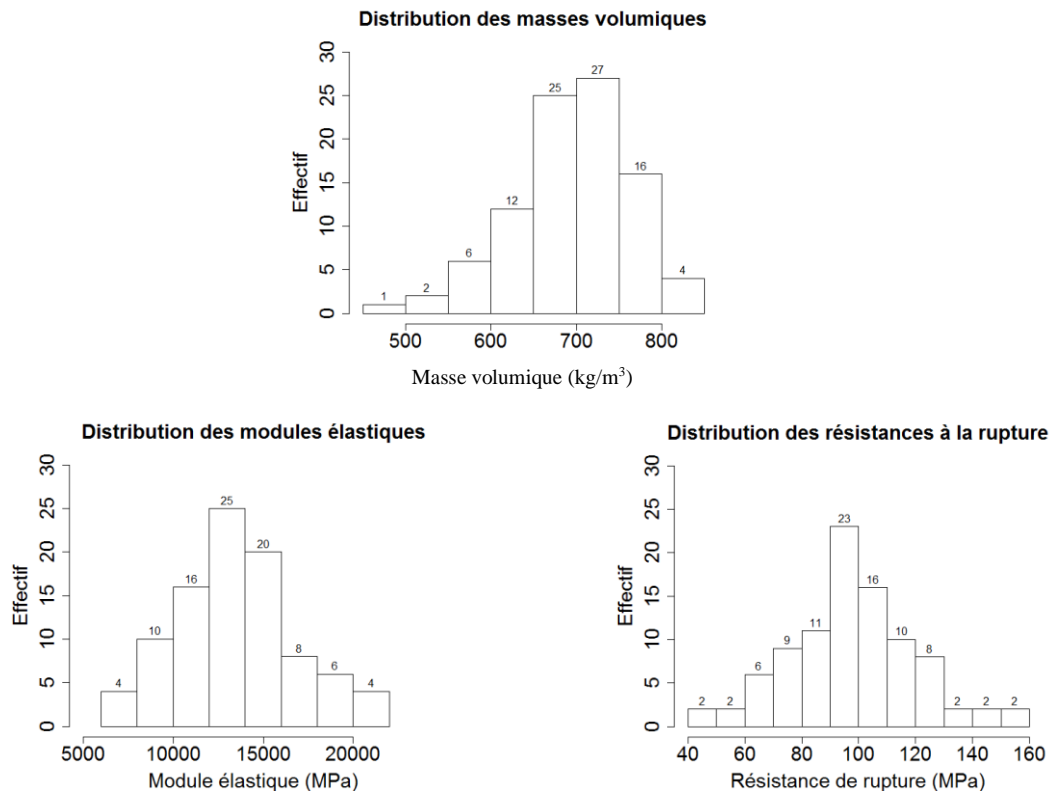 Distribution des masses volumiques
Effectif
30
25
20
15
10
5
0
1 2 6 12 25 27 16 4
500 600 700 800
Masse volumique (kg/m³)
Distribution des modules élastiques
Effectif
30
25
20
15
10
5
0
4 10 16 25 20 8 6 4
5000 10000 15000 20000
Module élastique (MPa)
Distribution des résistances à la rupture
Effectif
30
25
20
15
10
5
0
2 2 6 9 11 23 16 10 8 2 2 2
40 60 80 100 120 140 160
Résistance de rupture (MPa)